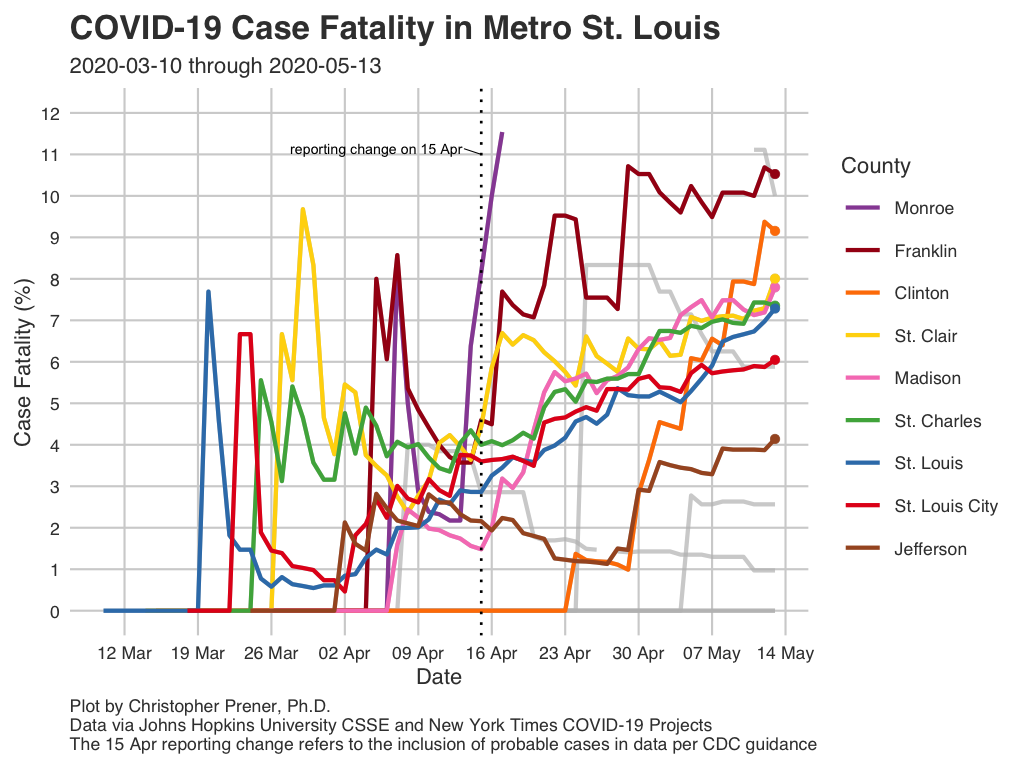 COVID-19 Case Fatality in Metro St. Louis
2020-03-10 through 2020-05-13
Case Fatality (%)
12
11
10
9
8
7
6
5
4
3
2
1
0
reporting change on 15 Apr
12 Mar
19 Mar
26 Mar
02 Apr
09 Apr
16 Apr
23 Apr
30 Apr
07 May
14 May
Date
County
Monroe
Franklin
Clinton
St. Clair
Madison
St. Charles
St. Louis
St. Louis City
Jefferson
Plot by Christopher Prener, Ph.D.
Data via Johns Hopkins University CSSE and New York Times COVID-19 Projects
The 15 Apr reporting change refers to the inclusion of probable cases in data per CDC guidance